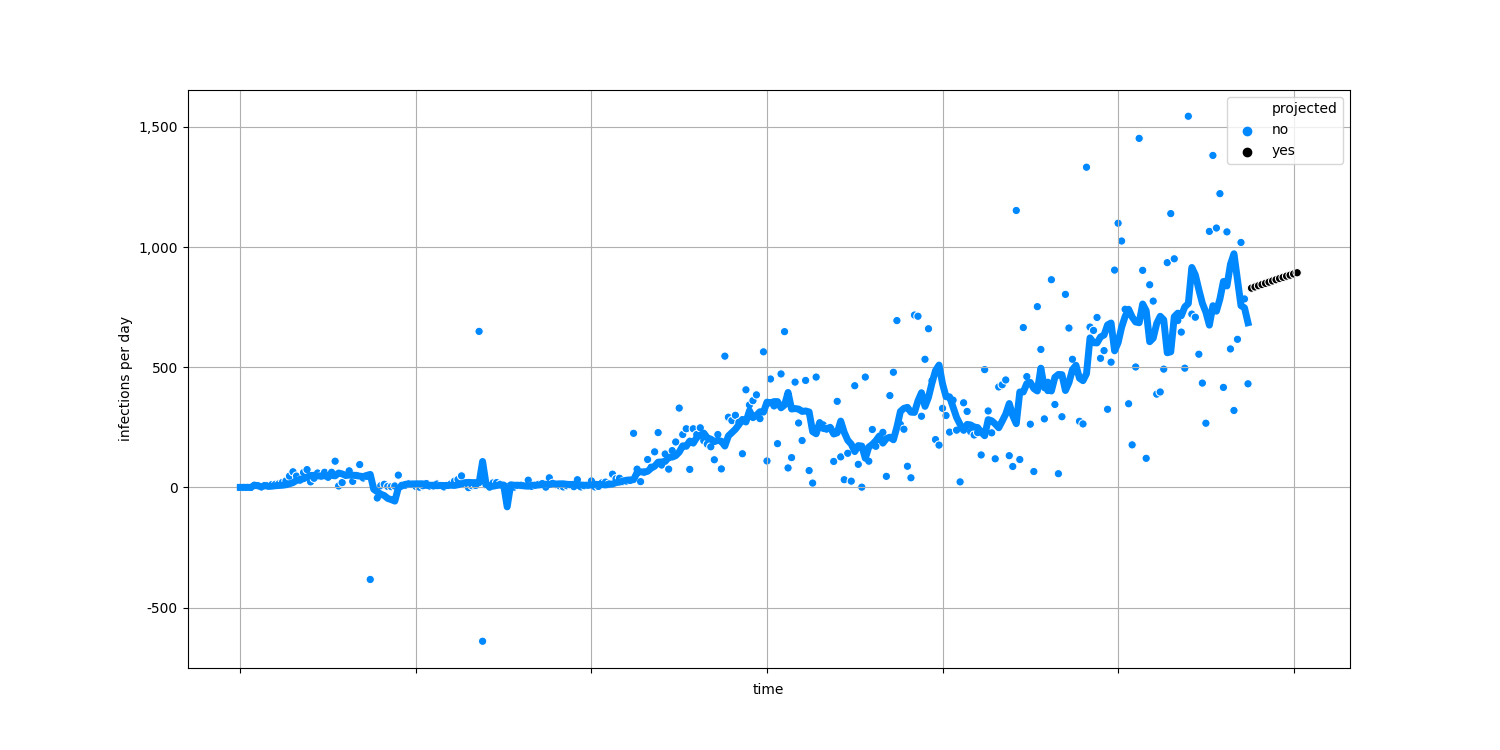 projected
no
yes
1,500
1,000
500
0
-500
infections per day
time